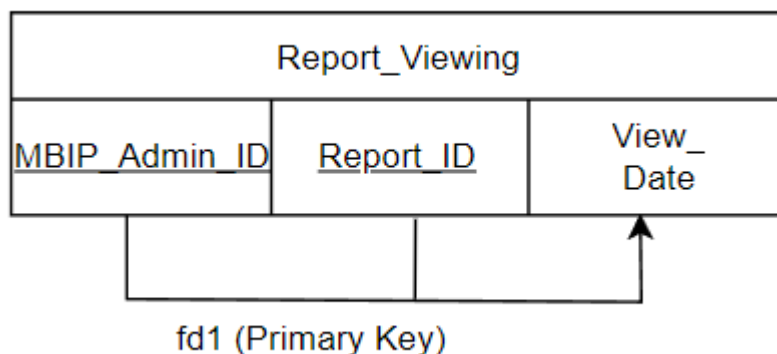 Report_Viewing
MBIP_Admin_ID Report_ID View_
Date
fd1 (Primary Key)